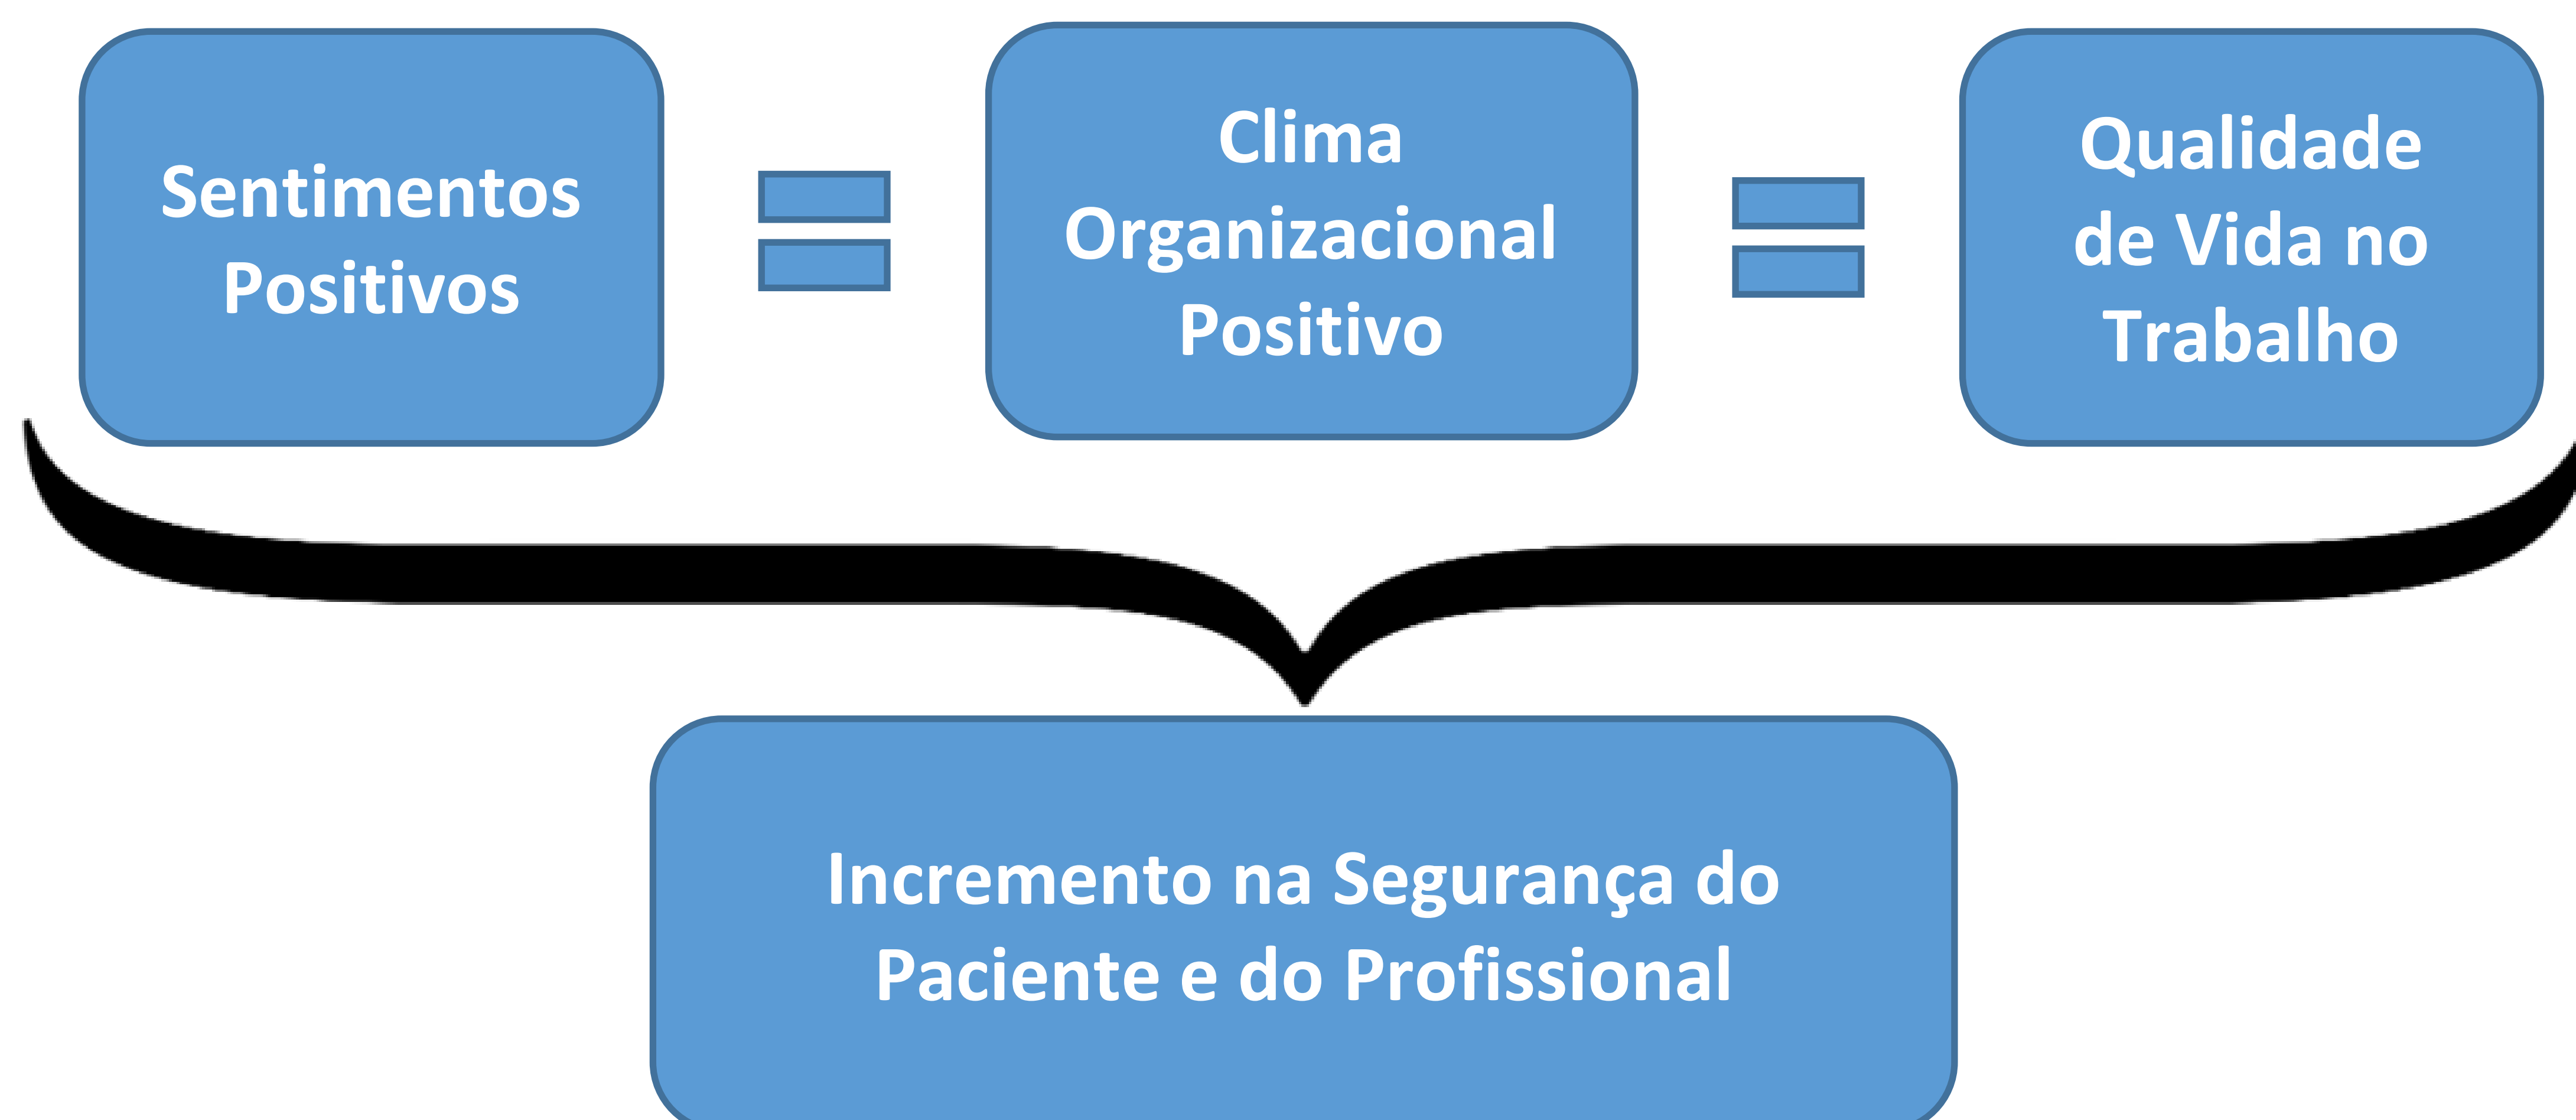 Sentimentos
Positivos
Clima
Organizacional
Positivo
Qualidade
de Vida no
Trabalho
Incremento na Segurança do
Paciente e do Profissional